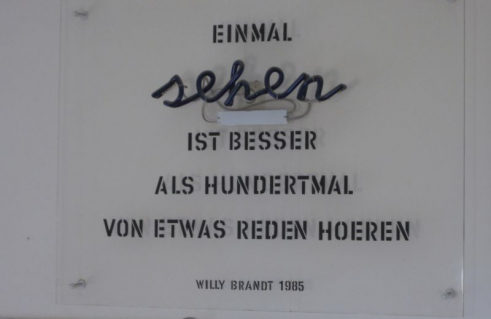 EINMAL
sehen
IST BESSER
ALS HUNDERTMAL
VON ETWAS REDEN HOEREN
WILLY BRANDT 1985